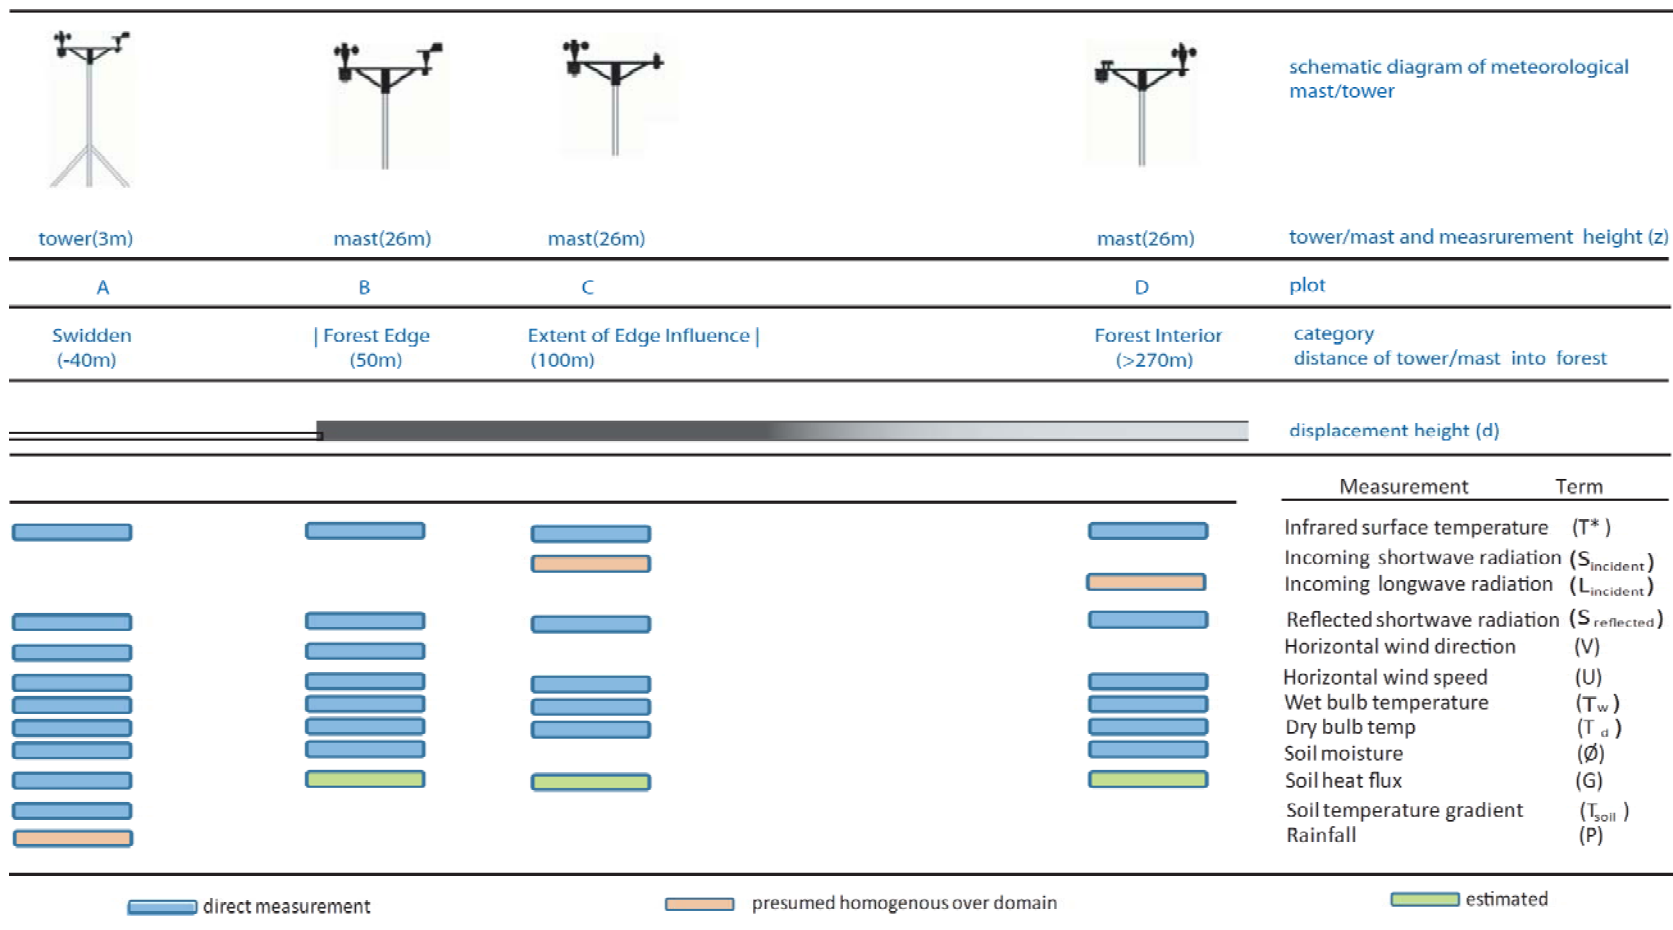 schematic diagram of meteorological
mast/tower
tower(3m) mast(26m) mast(26m) mast(26m) tower/mast and measrurement height (z)
A B C D plot
Swidden | Forest Edge Extent of Edge Influence | Forest Interior category
(-40m) (50m) (100m) (>270m) distance of tower/mast into forest
displacement height (d)
Measurement Term
Infrared surface temperature (T* )
Incoming shortwave radiation (Sincident)
Incoming longwave radiation (Lincident)
Reflected shortwave radiation (S reflected)
Horizontal wind direction (V)
Horizontal wind speed (U)
Wet bulb temperature (Tw )
Dry bulb temp (T d )
Soil moisture (Ø)
Soil heat flux (G)
Soil temperature gradient (Tsoil )
Rainfall (P)
direct measurement presumed homogenous over domain estimated